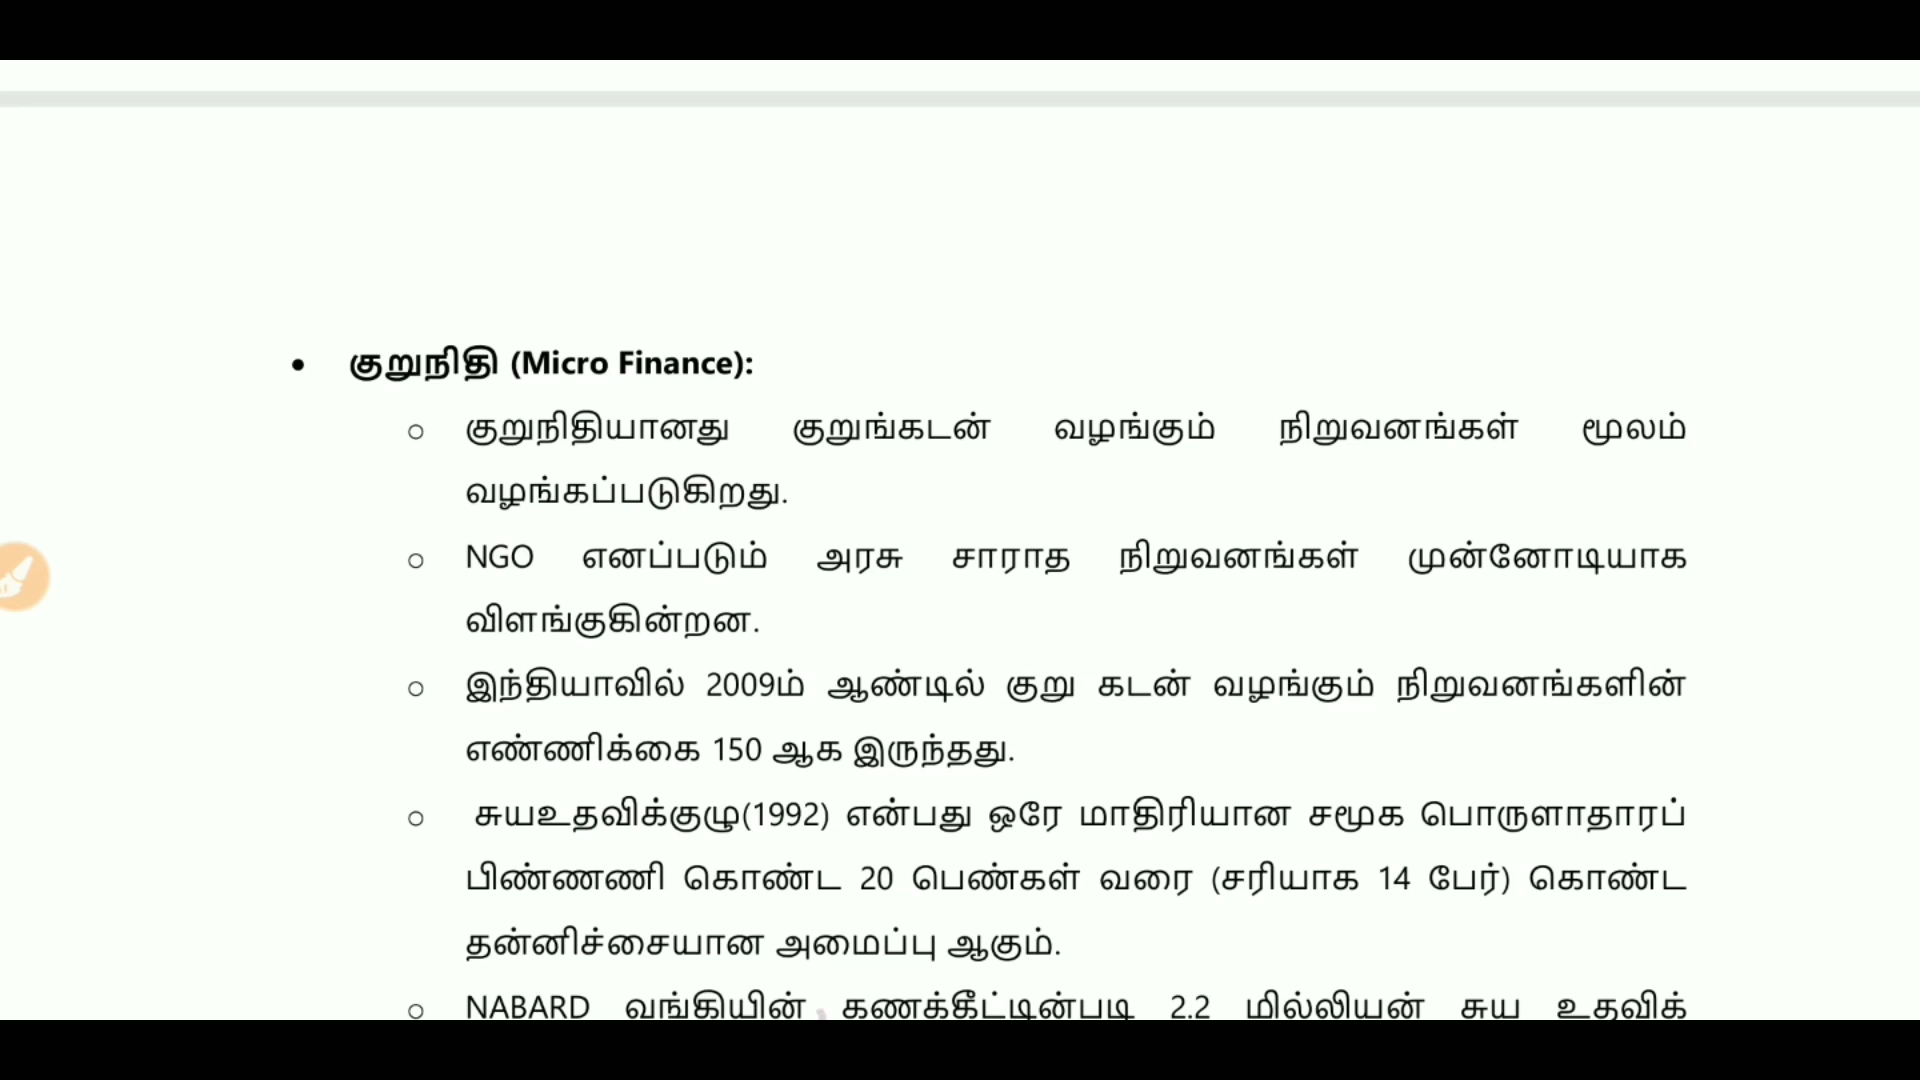 • குறுநிதி (Micro Finance):
o குறுநிதியானது குறுங்கடன் வழங்கும் நிறுவனங்கள் மூலம்
வழங்கப்படுகிறது.
o NGO எனப்படும் அரசு சாராத நிறுவனங்கள் முன்னோடியாக
விளங்குகின்றன.
o இந்தியாவில் 2009ம் ஆண்டில் குறு கடன் வழங்கும் நிறுவனங்களின்
எண்ணிக்கை 150 ஆக இருந்தது.
o சுயஉதவிக்குழு(1992) என்பது ஒரே மாதிரியான சமூக பொருளாதாரப்
பிண்ணணி கொண்ட 20 பெண்கள் வரை (சரியாக 14 பேர்) கொண்ட
தன்னிச்சையான அமைப்பு ஆகும்.
o NABARD வங்கியின் கணக்கீட்டின்படி 2.2 மில்லியன் சுய உதவிக்